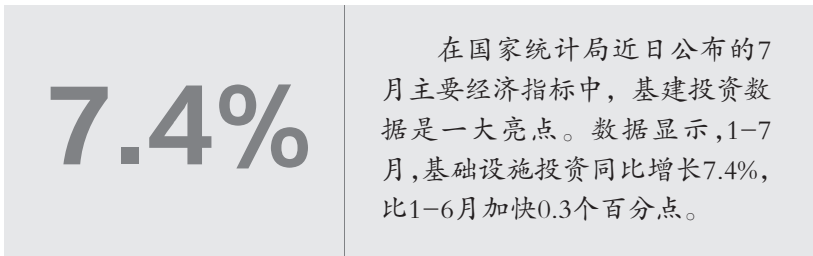 7.4%
在国家统计局近日公布的7
月主要经济指标中，基建投资数
据是一大亮点。数据显示,1-7
月,基础设施投资同比增长7.4%,
比1-6月加快0.3个百分点。